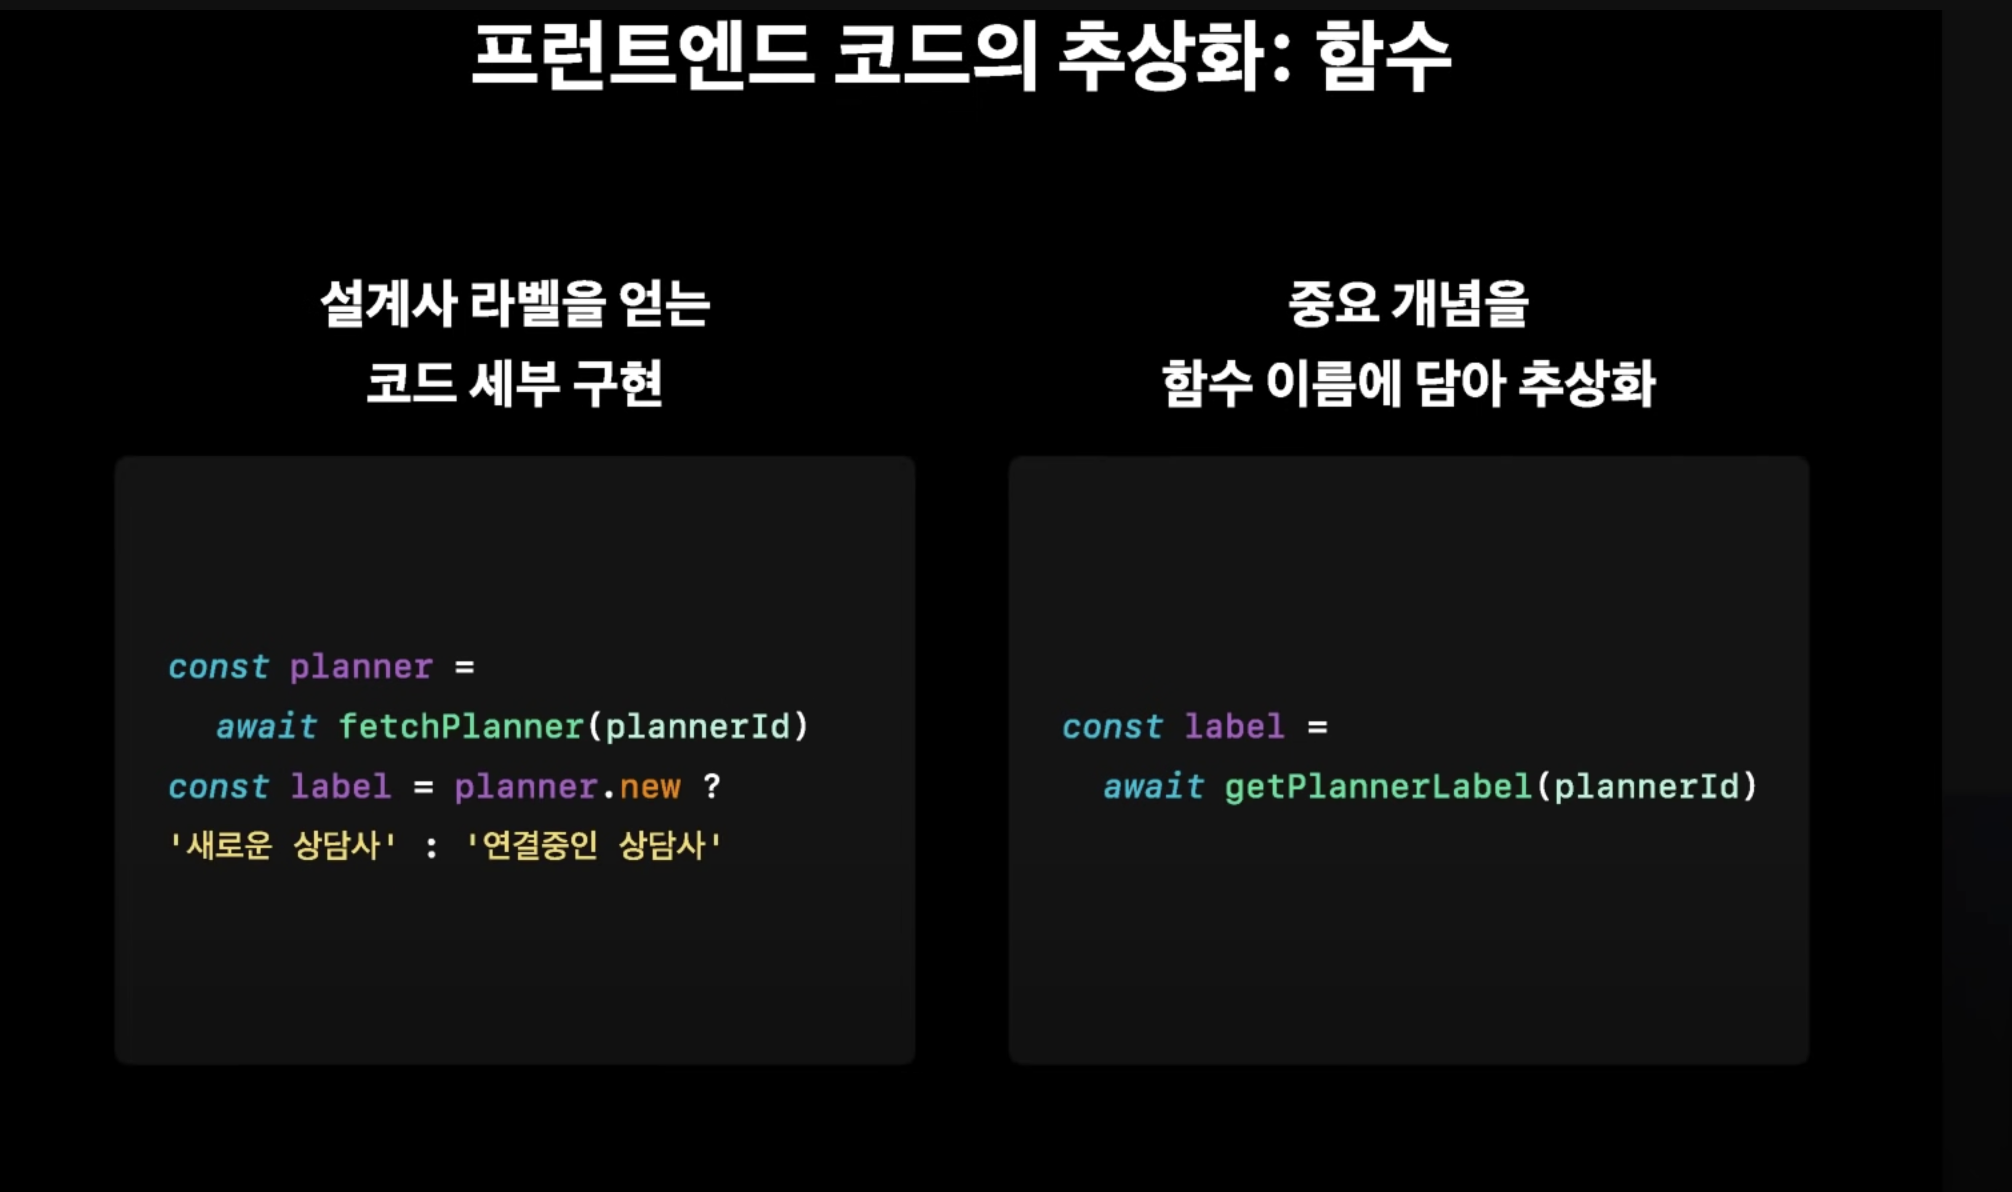 프런트엔드 코드의 추상화: 함수
설계사 라벨을 얻는
코드 세부 구현
const planner =
await fetchPlanner(plannerId)
const label = planner.new ?
'새로운 상담사' : '연결중인 상담사'
중요 개념을
함수 이름에 담아 추상화
const label =
await getPlannerLabel(plannerId)